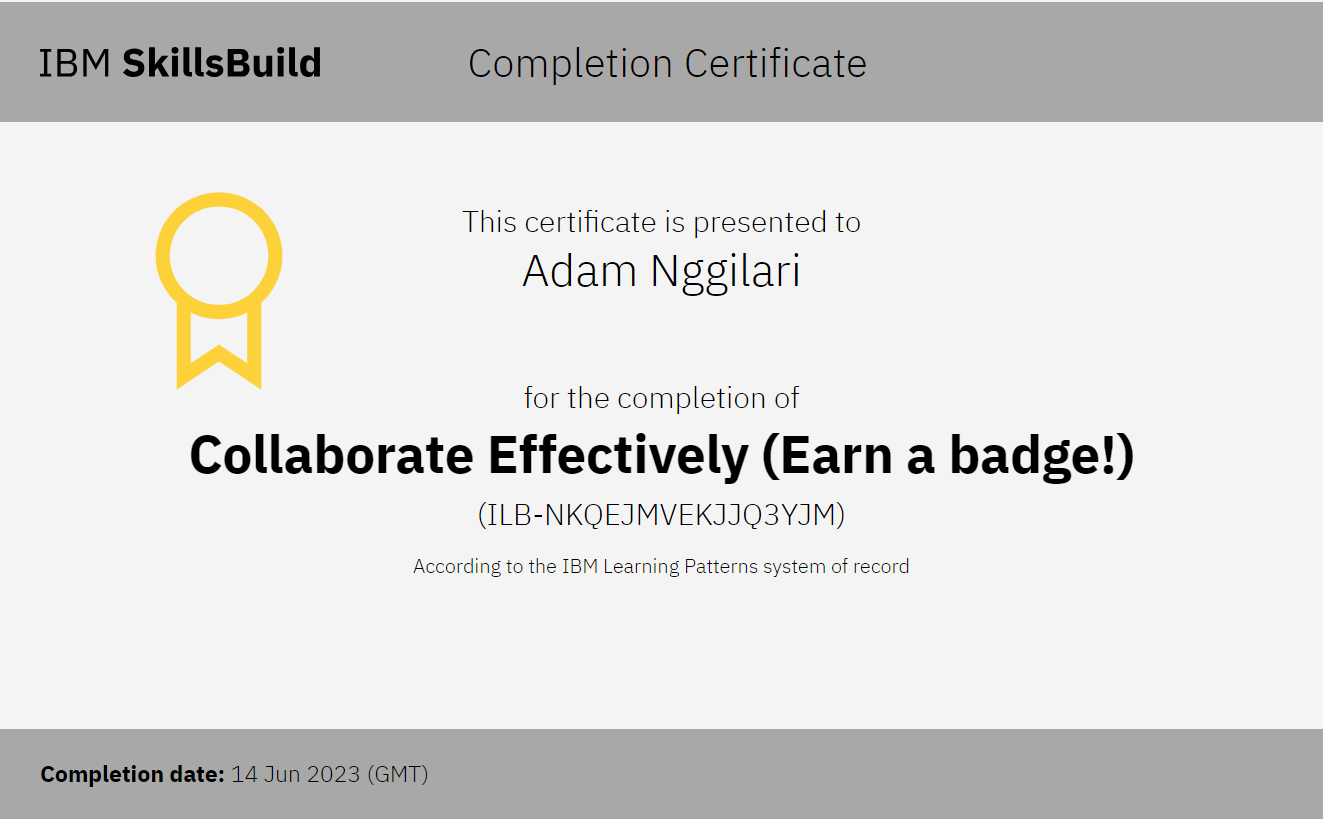 IBM SkillsBuild
Completion Certificate
This certificate is presented to
Adam Nggilari
for the completion of
Collaborate Effectively (Earn a badge!)
(ILB-NKQEJMVEKJJQ3YJM)
According to the IBM Learning Patterns system of record
Completion date: 14 Jun 2023 (GMT)